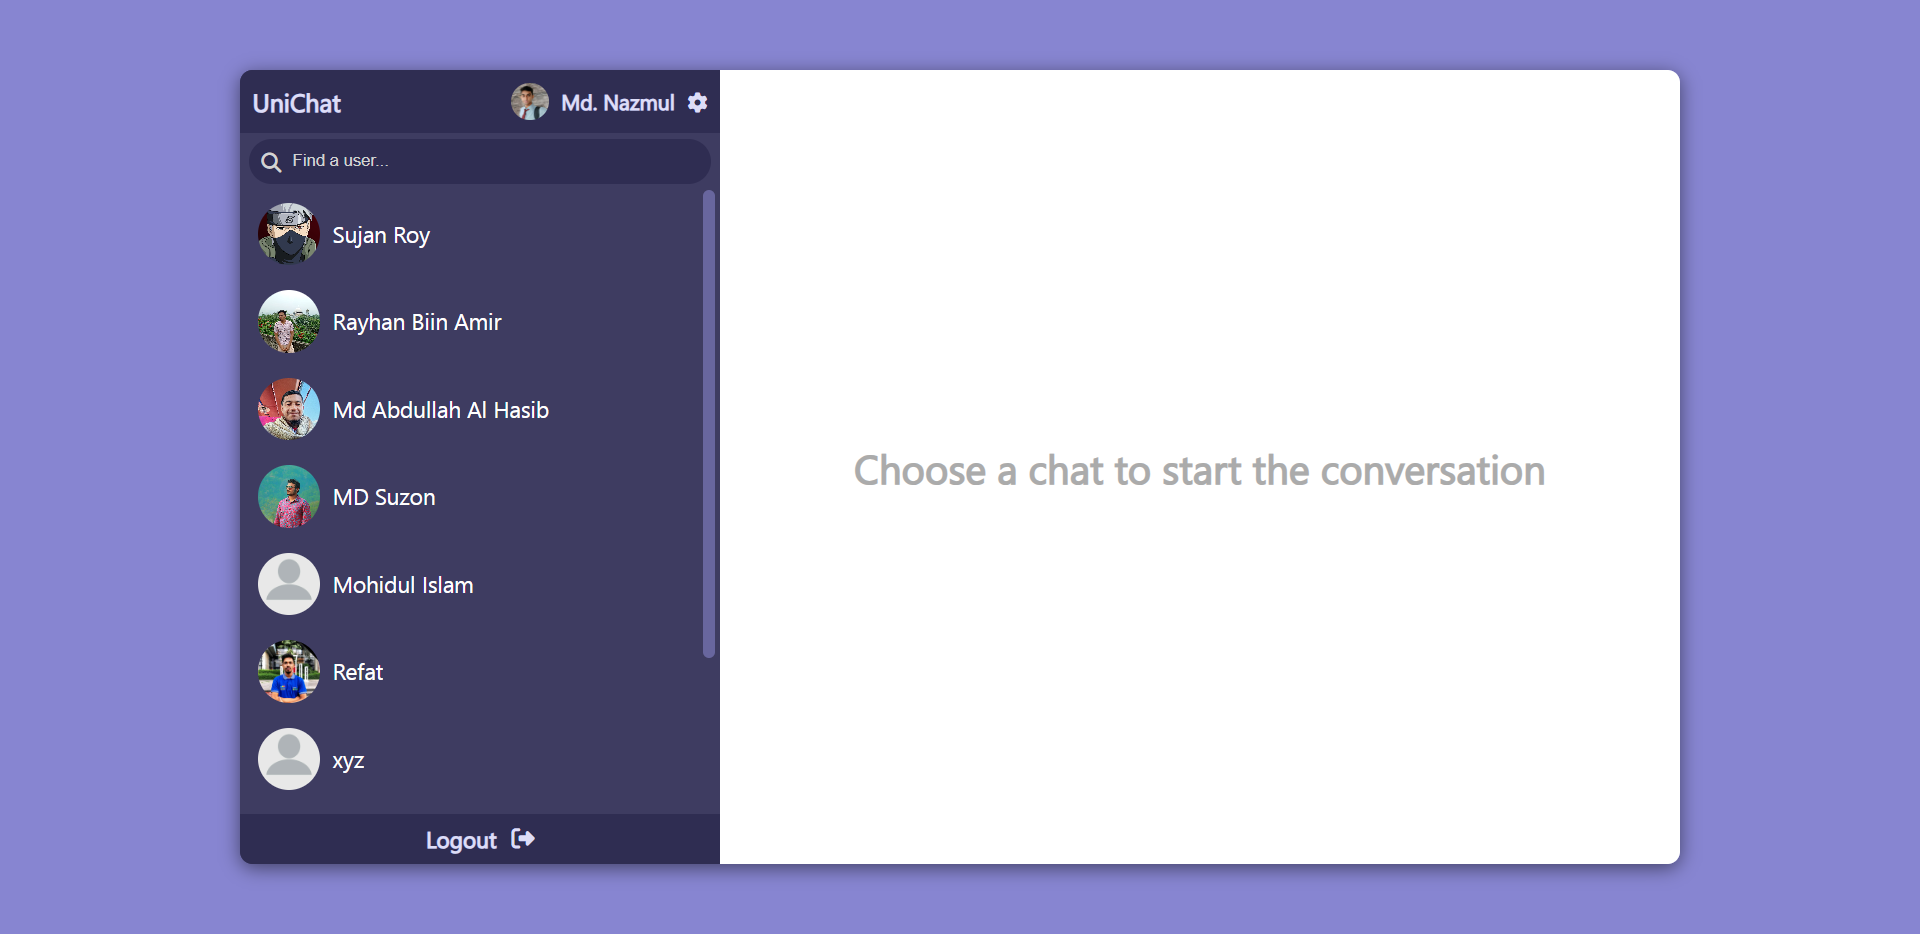 UniChat
Md. Nazmul
Find a user...
Sujan Roy
Rayhan Biin Amir
Md Abdullah Al Hasib
MD Suzon
Mohidul Islam
Refat
xyz
Logout
Choose a chat to start the conversation